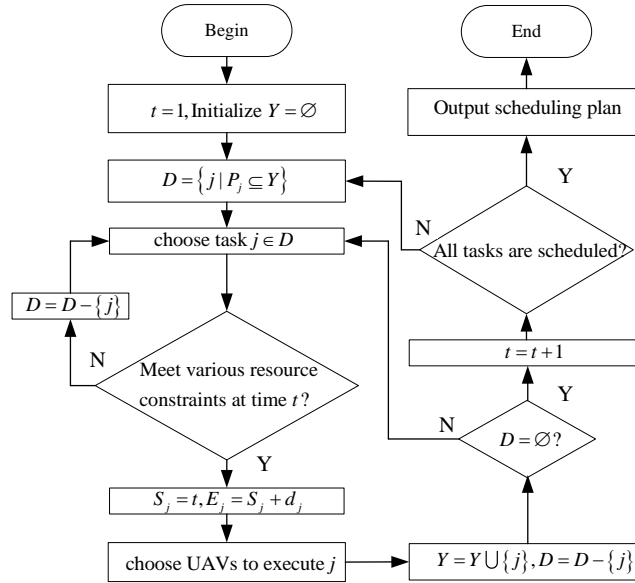 Begin
t = 1, Initialize Y = ∅
D = {j | P_j ⊆ Y}
choose task j ∈ D
D = D − {j}
N
Meet various resource
constraints at time t?
Y
S_j = t, E_j = S_j + d_j
choose UAVs to execute j
Y = Y ∪ {j}, D = D − {j}
D = ∅?
N
Y
t = t + 1
All tasks are scheduled?
N
Y
Output scheduling plan
End